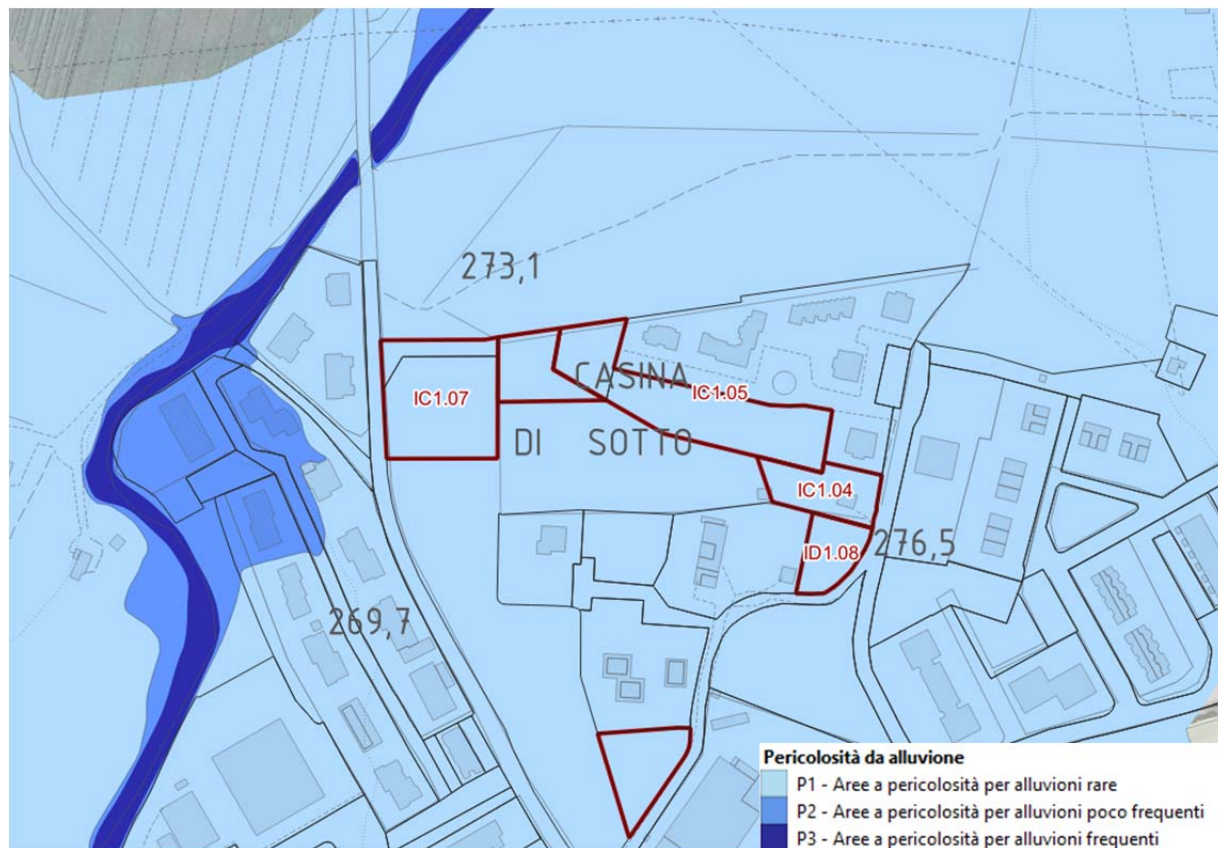 273,1
CASINA
IC1.07
IC1.05
DI SOTTO
IC1.04
276,5
ID1.08
269,7
Pericolosità da alluvione
P1 - Aree a pericolosità per alluvioni rare
P2 - Aree a pericolosità per alluvioni poco frequenti
P3 - Aree a pericolosità per alluvioni frequenti